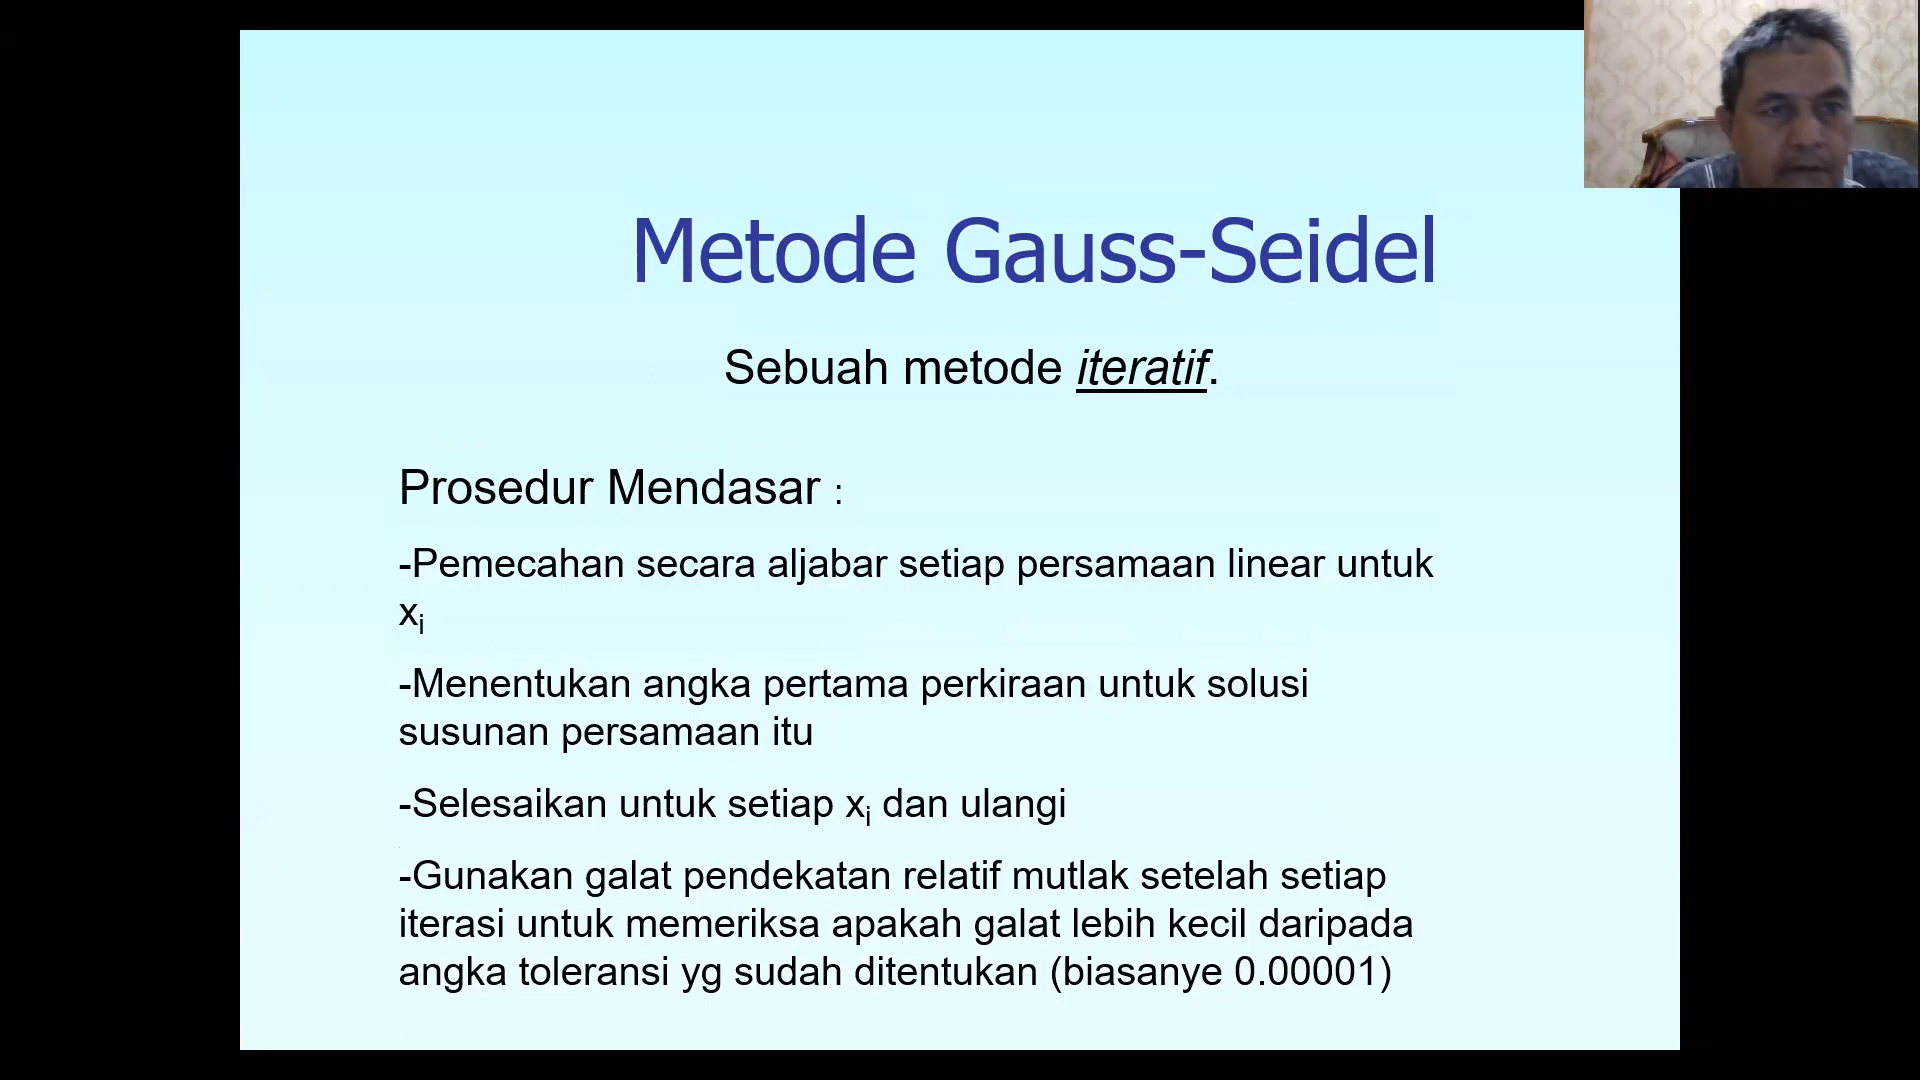 Metode Gauss-Seidel
Sebuah metode iteratif.
Prosedur Mendasar :
-Pemecahan secara aljabar setiap persamaan linear untuk
xi
-Menentukan angka pertama perkiraan untuk solusi
susunan persamaan itu
-Selesaikan untuk setiap xi dan ulangi
-Gunakan galat pendekatan relatif mutlak setelah setiap
iterasi untuk memeriksa apakah galat lebih kecil daripada
angka toleransi yg sudah ditentukan (biasanye 0.00001)